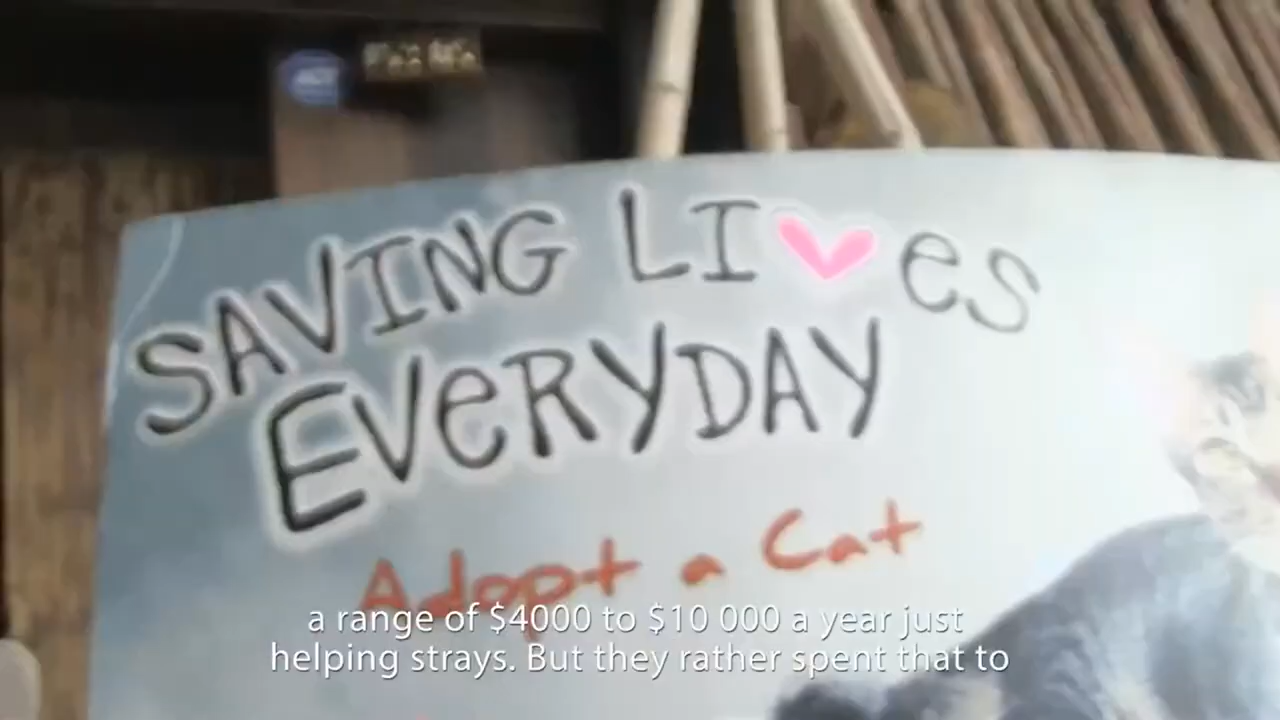 SAVING LIVES
EVERYDAY
Adopt a Cat
a range of $4000 to $10 000 a year just
helping strays. But they rather spent that to